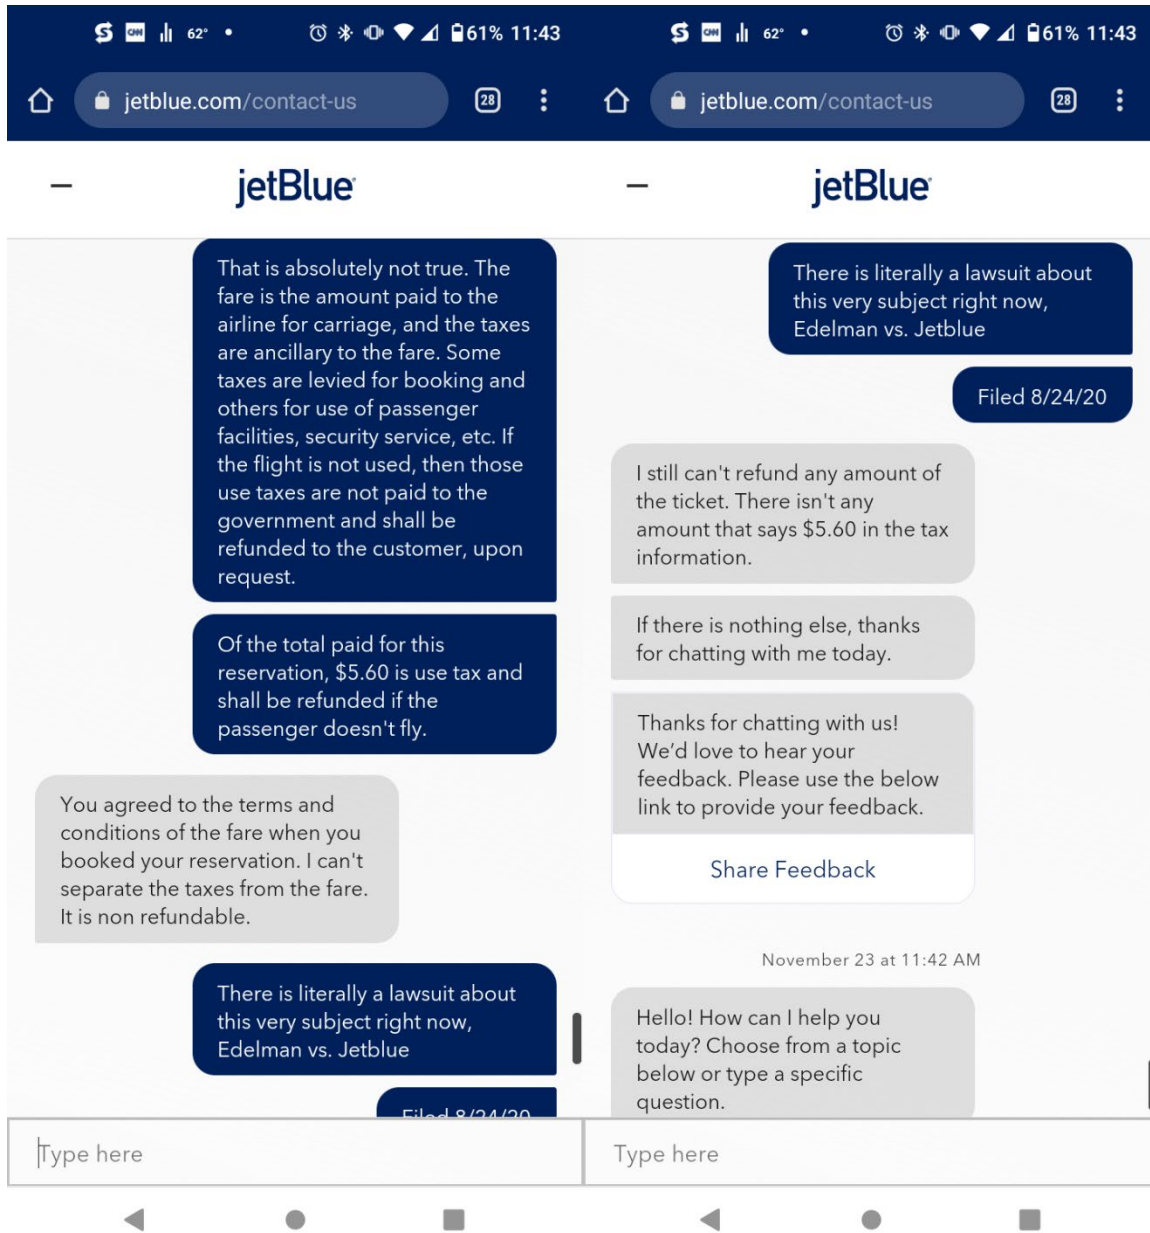 62° • 61% 11:43
jetblue.com/contact-us 28
jetBlue
That is absolutely not true. The
fare is the amount paid to the
airline for carriage, and the taxes
are ancillary to the fare. Some
taxes are levied for booking and
others for use of passenger
facilities, security service, etc. If
the flight is not used, then those
use taxes are not paid to the
government and shall be
refunded to the customer, upon
request.
Of the total paid for this
reservation, $5.60 is use tax and
shall be refunded if the
passenger doesn't fly.
You agreed to the terms and
conditions of the fare when you
booked your reservation. I can't
separate the taxes from the fare.
It is non refundable.
There is literally a lawsuit about
this very subject right now,
Edelman vs. Jetblue
Filed 8/24/20
Type here
CNN 62° • 61% 11:43
jetblue.com/contact-us 28
jetBlue
There is literally a lawsuit about
this very subject right now,
Edelman vs. Jetblue
Filed 8/24/20
I still can't refund any amount of
the ticket. There isn't any
amount that says $5.60 in the tax
information.
If there is nothing else, thanks
for chatting with me today.
Thanks for chatting with us!
We’d love to hear your
feedback. Please use the below
link to provide your feedback.
Share Feedback
November 23 at 11:42 AM
Hello! How can I help you
today? Choose from a topic
below or type a specific
question.
Type here